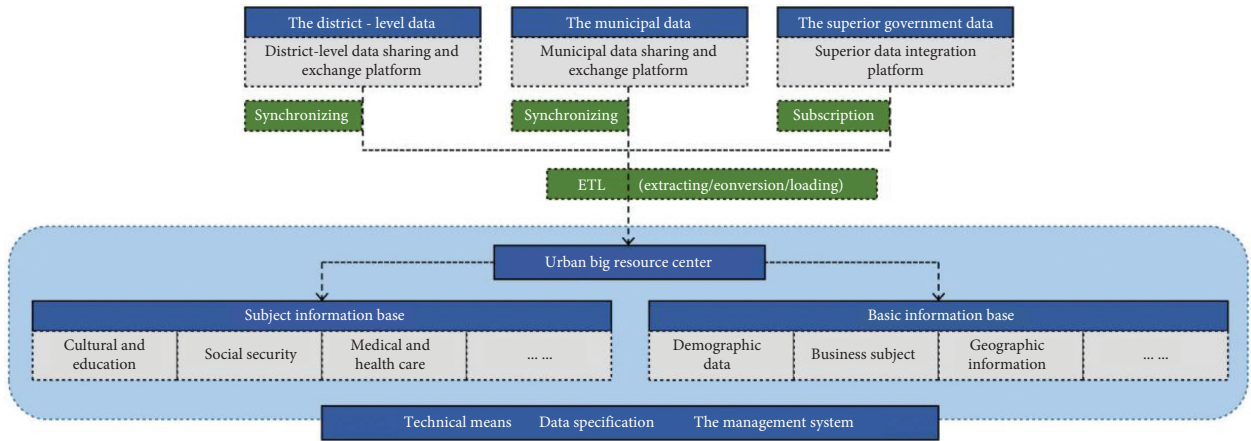 The district - level data
The municipal data
The superior government data
District-level data sharing and
exchange platform
Municipal data sharing and
exchange platform
Superior data integration
platform
Synchronizing
Synchronizing
Subscription
ETL (extracting/eonversion/loading)
Urban big resource center
Subject information base
Basic information base
Cultural and
education
Social security
Medical and
health care
... ...
Demographic
data
Business subject
Geographic
information
... ...
Technical means Data specification The management system